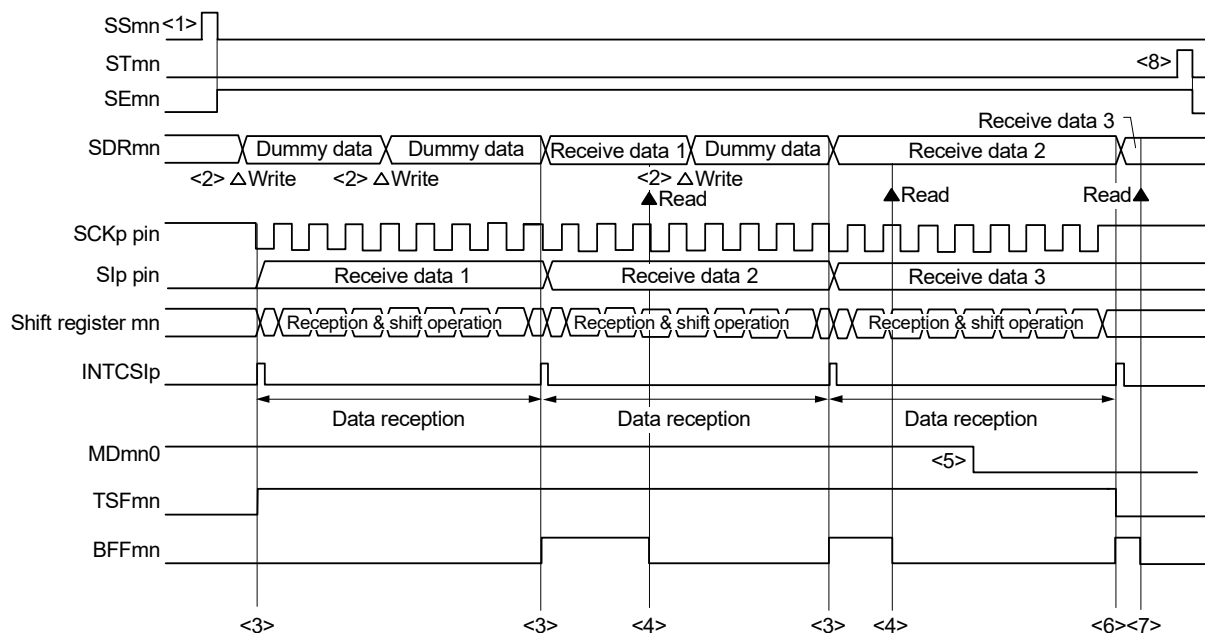 SSmn <1>
STmn <8>
SEmn
Receive data 3
SDRmn Dummy data Dummy data Receive data 1 Dummy data Receive data 2
<2> △Write <2> △Write <2> △Write
▲Read ▲Read Read▲
SCKp pin
SIp pin Receive data 1 Receive data 2 Receive data 3
Shift register mn Reception & shift operation Reception & shift operation Reception & shift operation
INTCSIp
Data reception Data reception Data reception
MDmn0 <5>
TSFmn
BFFmn
<3> <3> <4> <3> <4> <6><7>